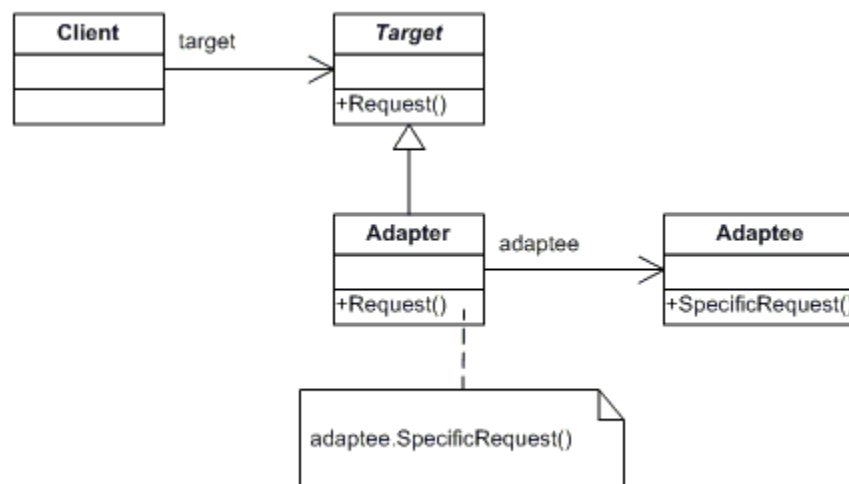 Client
target
Target
+Request()
Adapter
adaptee
Adaptee
+Request()
+SpecificRequest()
adaptee.SpecificRequest()